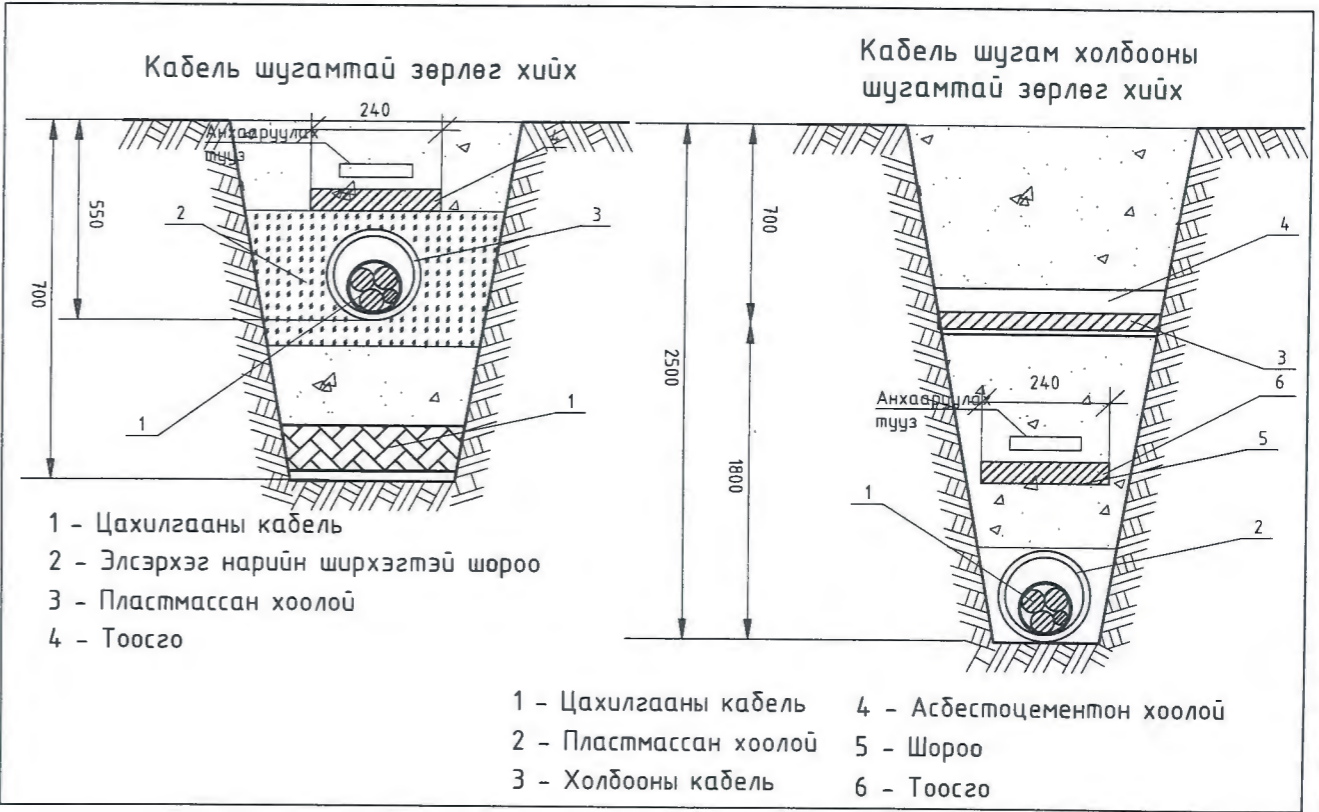 Кабель шугамтай зөрлөг хийх
240
Анхааруулах
тууз
2
3
550
700
1
1
1 - Цахилгааны кабель
2 - Элсэрхэг нарийн ширхэгтэй шороо
3 - Пластмассан хоолой
4 - Тоосго
Кабель шугам холбооны
шугамтай зөрлөг хийх
700
4
2500
3
240
6
Анхааруулах
тууз
5
1800
1
2
1 - Цахилгааны кабель
2 - Пластмассан хоолой
3 - Холбооны кабель
4 - Асбестоцементон хоолой
5 - Шороо
6 - Тоосго